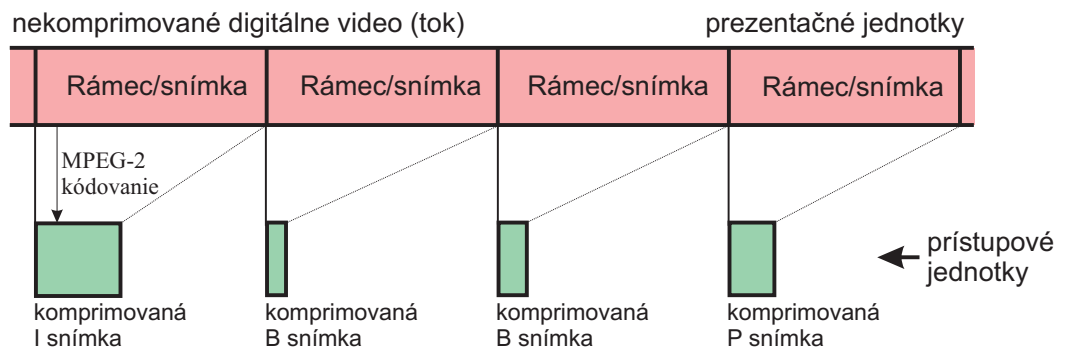 nekomprimované digitálne video (tok)
prezentačné jednotky
Rámec/snímka
Rámec/snímka
Rámec/snímka
Rámec/snímka
MPEG-2
kódovanie
prístupové
jednotky
komprimovaná
I snímka
komprimovaná
B snímka
komprimovaná
B snímka
komprimovaná
P snímka